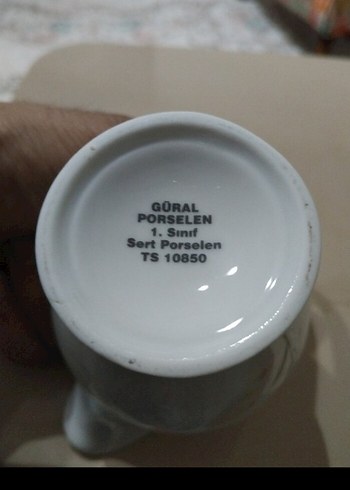 GÜRAL
PORSELEN
1. Sınıf
Sert Porselen
TS 10850